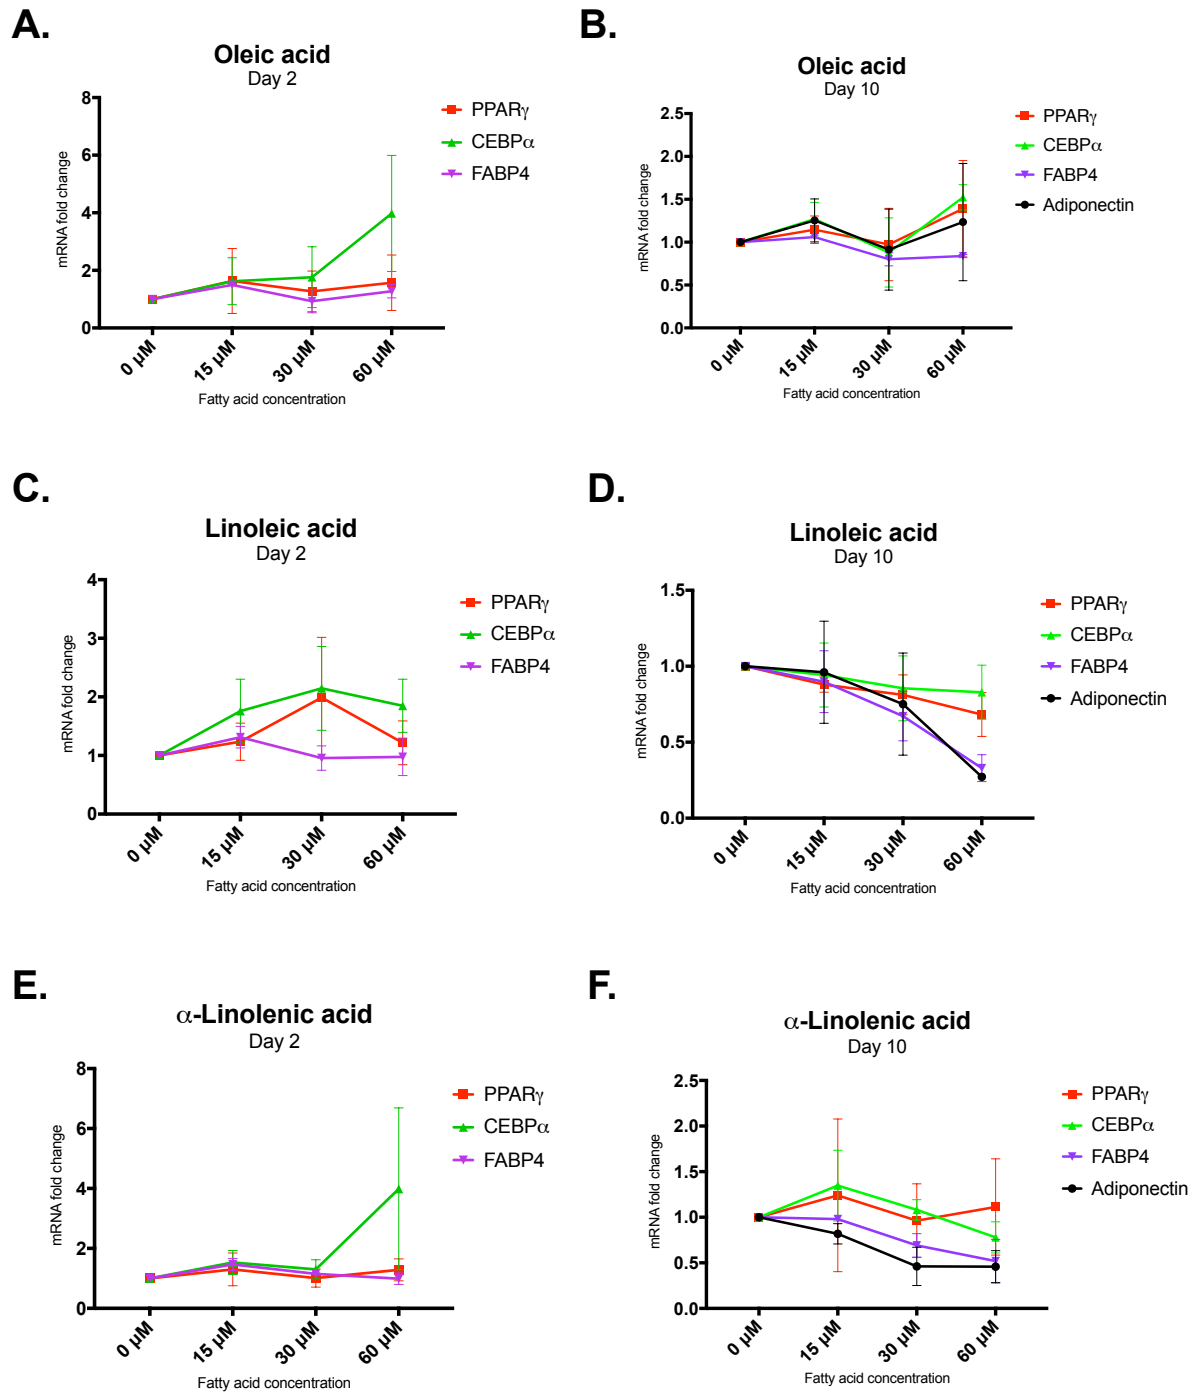 A.
Oleic acid
Day 2
mRNA fold change
8
6
4
2
0
0 µM
15 µM
30 µM
60 µM
Fatty acid concentration
PPARγ
CEBPα
FABP4
B.
Oleic acid
Day 10
mRNA fold change
2.5
2.0
1.5
1.0
0.5
0.0
0 µM
15 µM
30 µM
60 µM
Fatty acid concentration
PPARγ
CEBPα
FABP4
Adiponectin
C.
Linoleic acid
Day 2
mRNA fold change
4
3
2
1
0
0 µM
15 µM
30 µM
60 µM
Fatty acid concentration
PPARγ
CEBPα
FABP4
D.
Linoleic acid
Day 10
mRNA fold change
1.5
1.0
0.5
0.0
0 µM
15 µM
30 µM
60 µM
Fatty acid concentration
PPARγ
CEBPα
FABP4
Adiponectin
E.
α-Linolenic acid
Day 2
mRNA fold change
8
6
4
2
0
0 µM
15 µM
30 µM
60 µM
Fatty acid concentration
PPARγ
CEBPα
FABP4
F.
α-Linolenic acid
Day 10
mRNA fold change
2.5
2.0
1.5
1.0
0.5
0.0
0 µM
15 µM
30 µM
60 µM
Fatty acid concentration
PPARγ
CEBPα
FABP4
Adiponectin